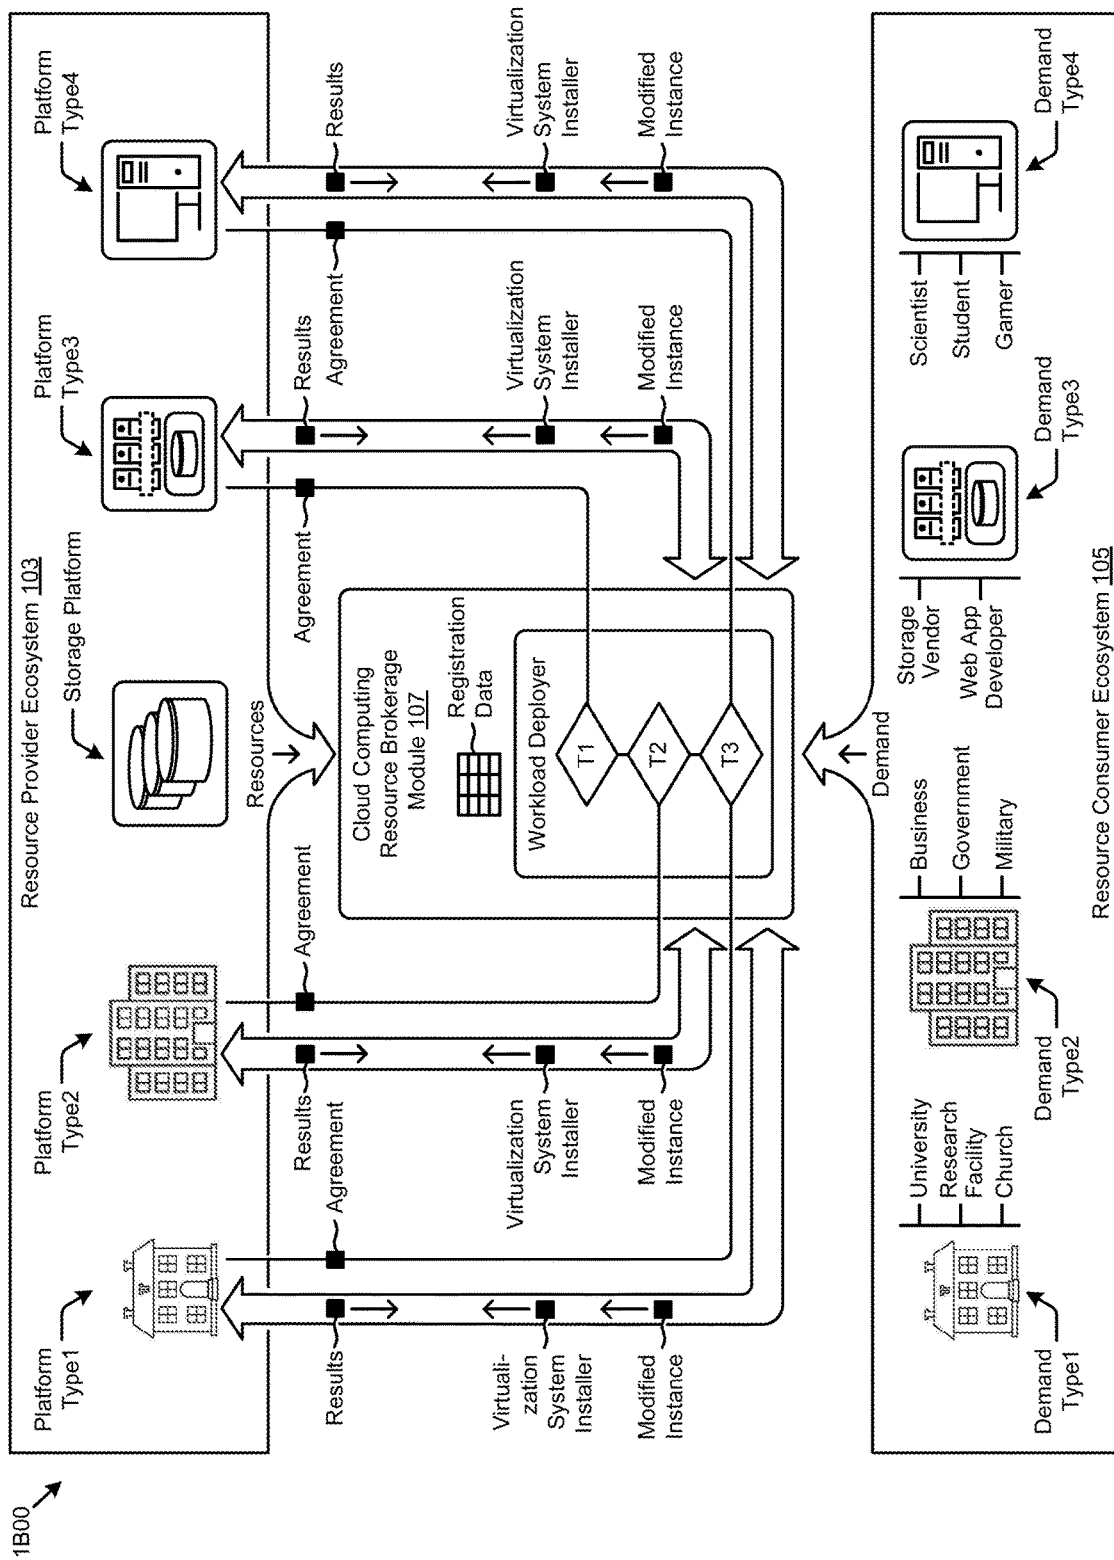 1B00
Resource Provider Ecosystem 103
Platform
Type1
Platform
Type2
Storage Platform
Platform
Type3
Platform
Type4
Resources
Results
Agreement
Virtuali-
zation
System
Installer
Modified
Instance
Results
Agreement
Virtualization
System
Installer
Modified
Instance
Cloud Computing
Resource Brokerage
Module 107
Registration
Data
Workload Deployer
T1
T2
T3
Agreement
Results
Virtualization
System
Installer
Modified
Instance
Agreement
Results
Virtualization
System
Installer
Modified
Instance
Demand
Demand
Type1
University
Research
Facility
Church
Demand
Type2
Business
Government
Military
Storage
Vendor
Web App
Developer
Demand
Type3
Scientist
Student
Gamer
Demand
Type4
Resource Consumer Ecosystem 105